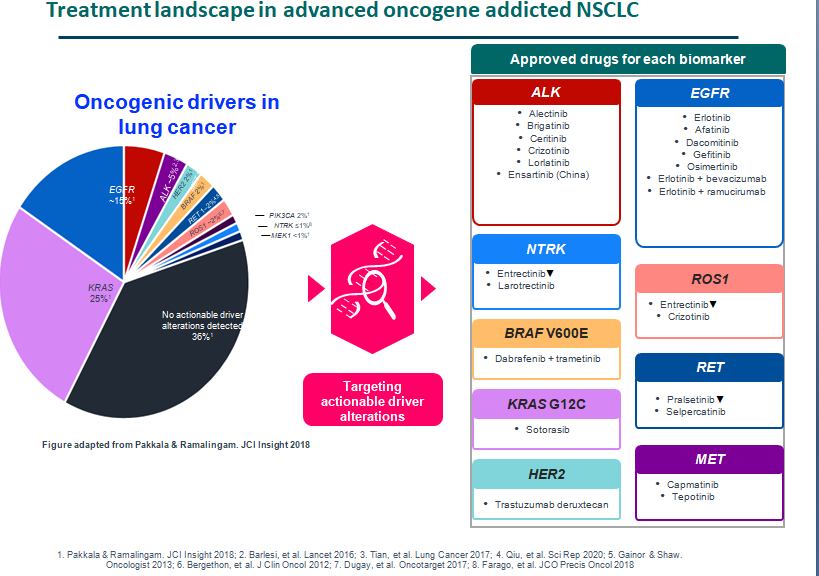 Treatment landscape in advanced oncogene addicted NSCLC
Approved drugs for each biomarker
Oncogenic drivers in
lung cancer
EGFR
~15%1
ALK ~5%2,3
HER2 2%1
BRAF 2%1
RET 1–2%4,5
ROS1 ~2%6,7
PIK3CA 2%1
NTRK ≤1%8
MEK1 <1%1
KRAS
25%1
No actionable driver
alterations detected
36%1
Targeting
actionable driver
alterations
Figure adapted from Pakkala & Ramalingam. JCI Insight 2018
ALK
• Alectinib
• Brigatinib
• Ceritinib
• Crizotinib
• Lorlatinib
• Ensartinib (China)
EGFR
• Erlotinib
• Afatinib
• Dacomitinib
• Gefitinib
• Osimertinib
• Erlotinib + bevacizumab
• Erlotinib + ramucirumab
NTRK
• Entrectinib▼
• Larotrectinib
ROS1
• Entrectinib▼
• Crizotinib
BRAF V600E
• Dabrafenib + trametinib
RET
• Pralsetinib▼
• Selpercatinib
KRAS G12C
• Sotorasib
MET
• Capmatinib
• Tepotinib
HER2
• Trastuzumab deruxtecan
1. Pakkala & Ramalingam. JCI Insight 2018; 2. Barlesi, et al. Lancet 2016; 3. Tian, et al. Lung Cancer 2017; 4. Qiu, et al. Sci Rep 2020; 5. Gainor & Shaw.
Oncologist 2013; 6. Bergethon, et al. J Clin Oncol 2012; 7. Dugay, et al. Oncotarget 2017; 8. Farago, et al. JCO Precis Oncol 2018